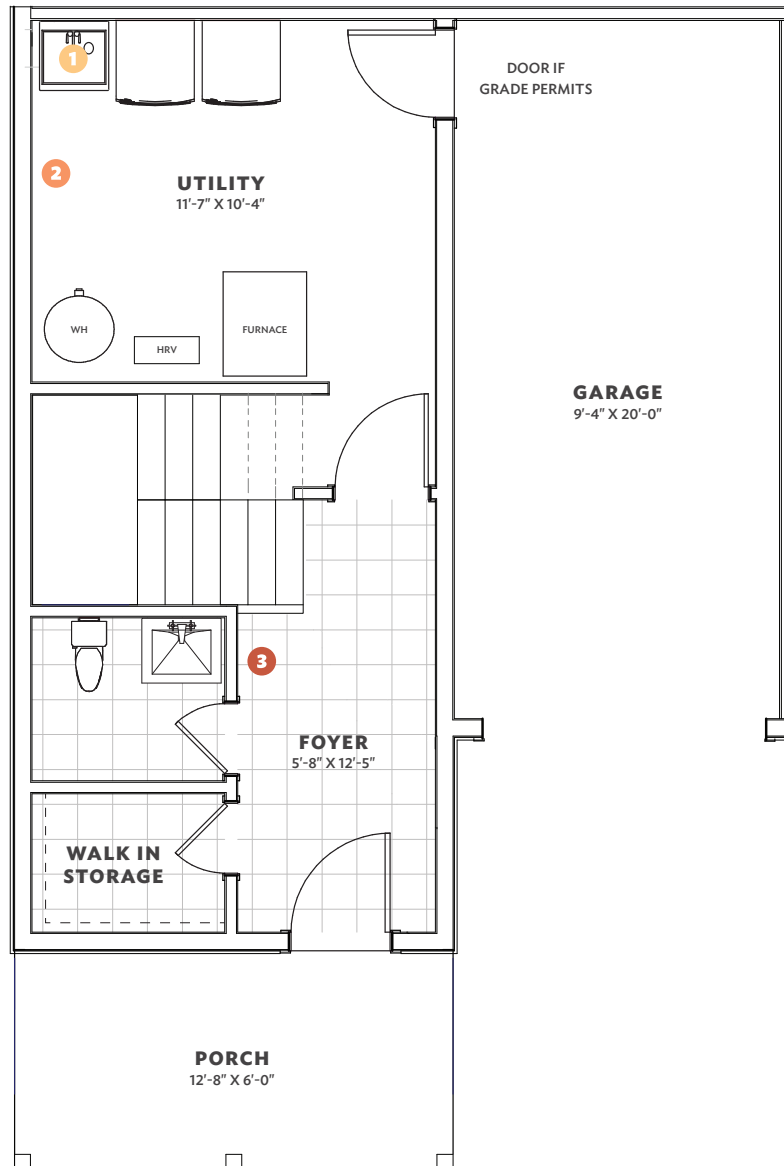 1
DOOR IF
GRADE PERMITS
2
UTILITY
11'-7" X 10'-4"
WH
HRV
FURNACE
GARAGE
9'-4" X 20'-0"
3
FOYER
5'-8" X 12'-5"
WALK IN
STORAGE
PORCH
12'-8" X 6'-0"